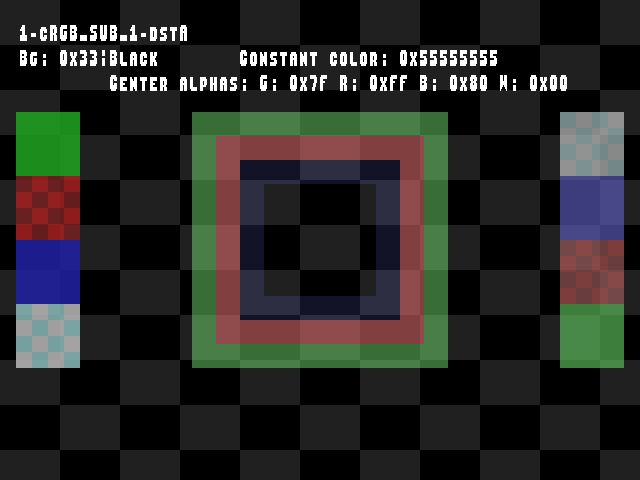 1-cRGB_SUB_1-dstA
Bg: 0x33¦Black Constant color: 0x55555555
Center alphas: G: 0x7f R: 0xff B: 0x80 W: 0x00